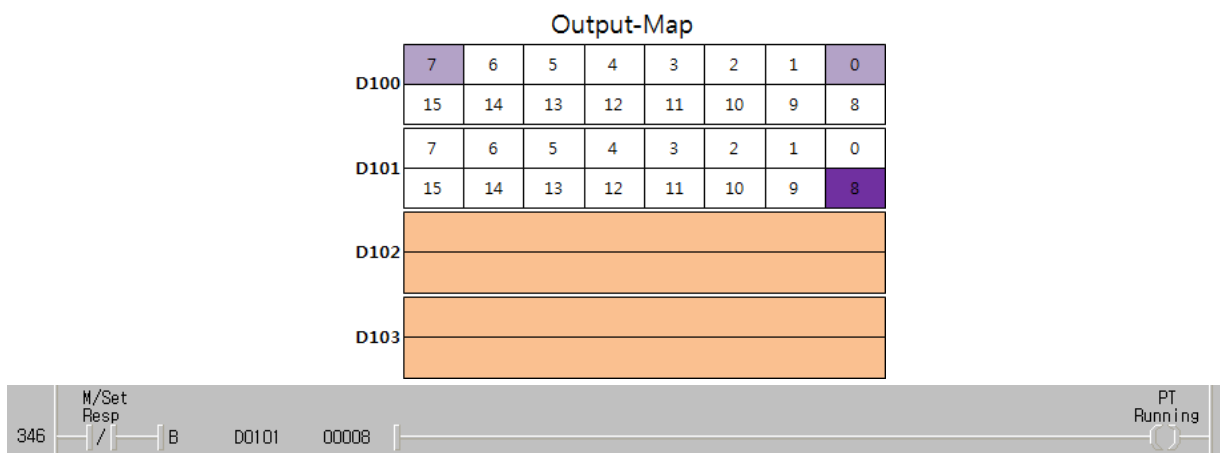 Output-Map
D100
7 6 5 4 3 2 1 0
15 14 13 12 11 10 9 8
D101
7 6 5 4 3 2 1 0
15 14 13 12 11 10 9 8
D102
D103
M/Set PT
Resp Running
346 / B D0101 00008